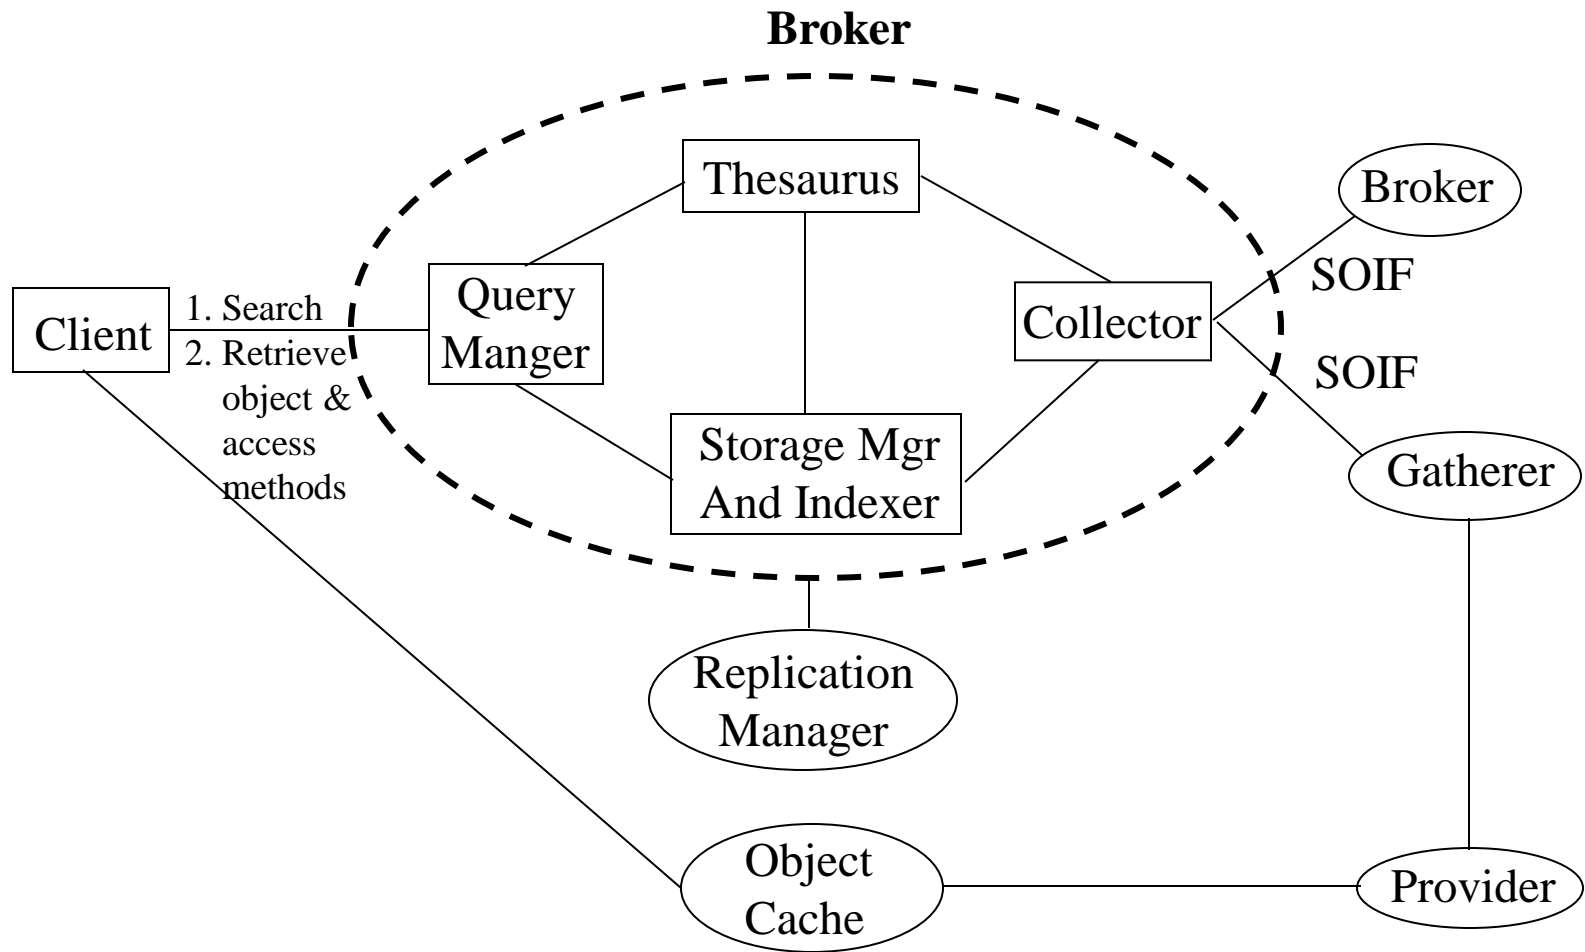 Broker
Thesaurus
Broker
SOIF
Query
Manger
Client
1. Search
2. Retrieve
object &
access
methods
Collector
SOIF
Storage Mgr
And Indexer
Gatherer
Replication
Manager
Object
Cache
Provider